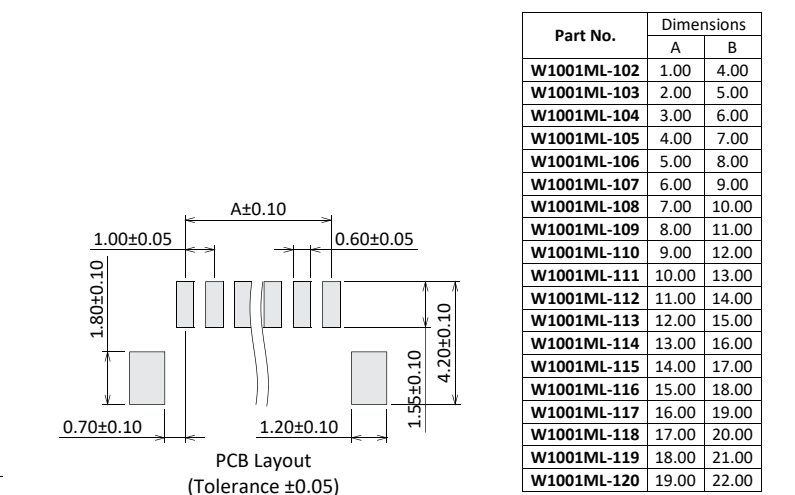 A±0.10
1.00±0.05
0.60±0.05
1.80±0.10
4.20±0.10
1.55±0.10
0.70±0.10
1.20±0.10
PCB Layout
(Tolerance ±0.05)
Part No. Dimensions
A B
W1001ML-102 1.00 4.00
W1001ML-103 2.00 5.00
W1001ML-104 3.00 6.00
W1001ML-105 4.00 7.00
W1001ML-106 5.00 8.00
W1001ML-107 6.00 9.00
W1001ML-108 7.00 10.00
W1001ML-109 8.00 11.00
W1001ML-110 9.00 12.00
W1001ML-111 10.00 13.00
W1001ML-112 11.00 14.00
W1001ML-113 12.00 15.00
W1001ML-114 13.00 16.00
W1001ML-115 14.00 17.00
W1001ML-116 15.00 18.00
W1001ML-117 16.00 19.00
W1001ML-118 17.00 20.00
W1001ML-119 18.00 21.00
W1001ML-120 19.00 22.00